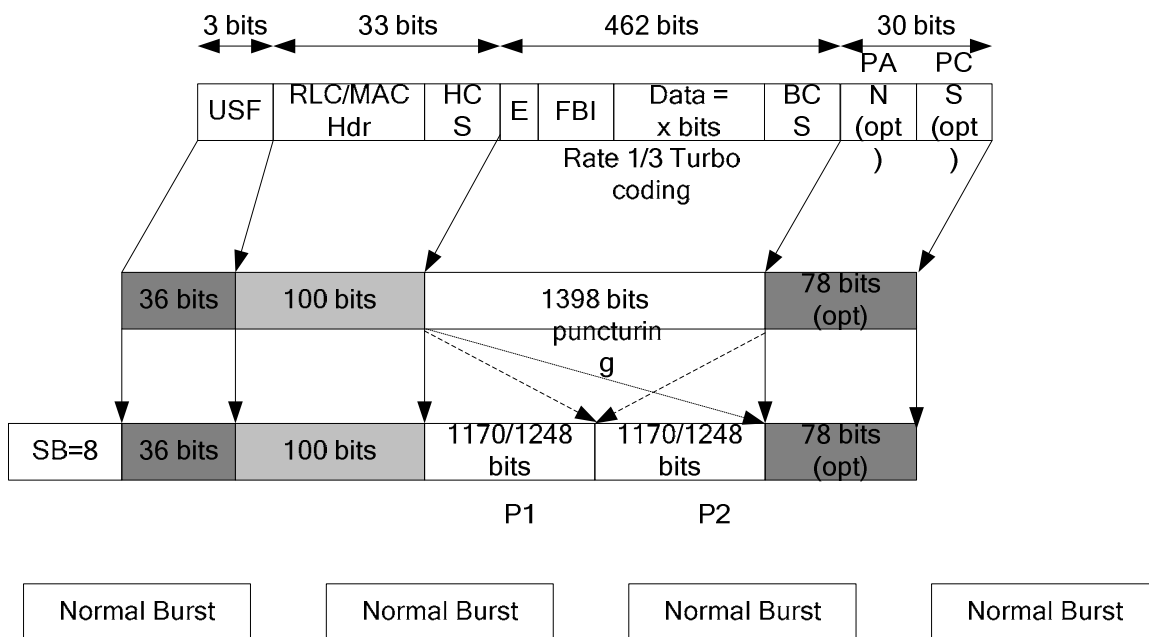 3 bits
33 bits
462 bits
30 bits
USF
RLC/MAC
Hdr
HC
S
E
FBI
Data =
x bits
BC
S
PA
N
(opt
)
PC
S
(opt
)
Rate 1/3 Turbo
coding
36 bits
100 bits
1398 bits
78 bits
(opt)
puncturin
g
SB=8
36 bits
100 bits
1170/1248
bits
1170/1248
bits
78 bits
(opt)
P1
P2
Normal Burst
Normal Burst
Normal Burst
Normal Burst